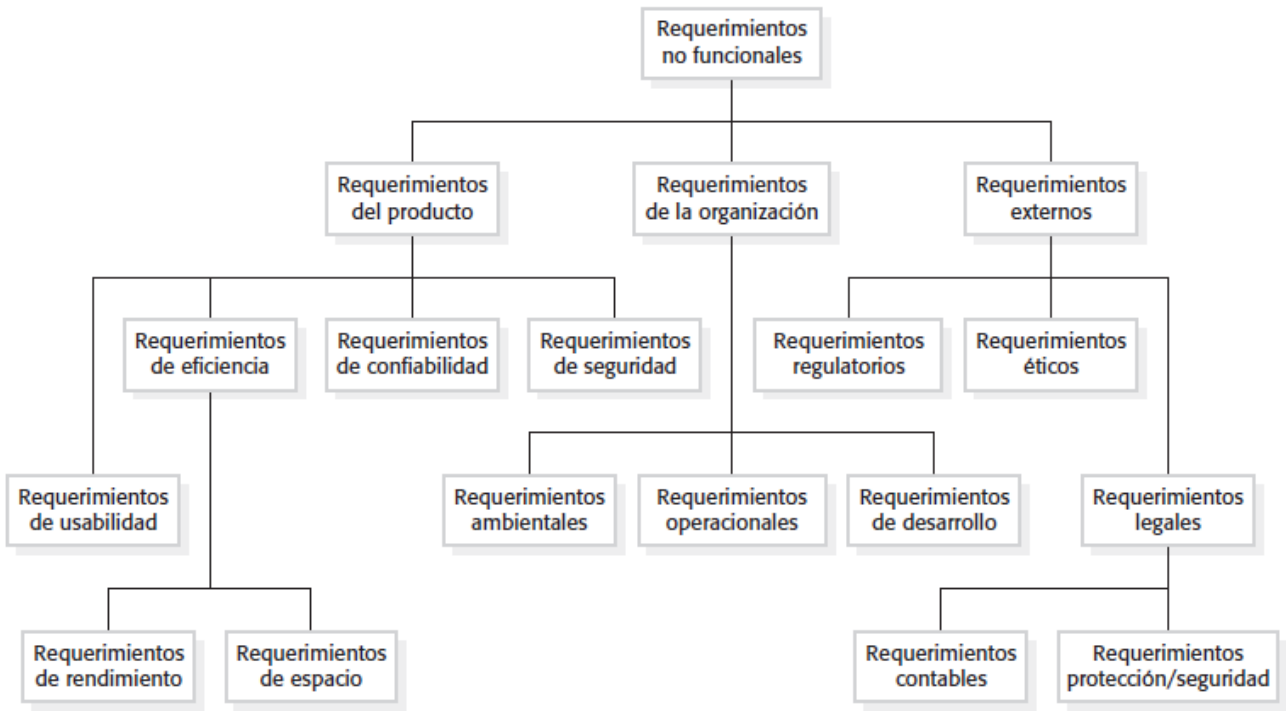 Requerimientos
no funcionales
Requerimientos
del producto
Requerimientos
de la organización
Requerimientos
externos
Requerimientos
de eficiencia
Requerimientos
de confiabilidad
Requerimientos
de seguridad
Requerimientos
regulatorios
Requerimientos
éticos
Requerimientos
de usabilidad
Requerimientos
ambientales
Requerimientos
operacionales
Requerimientos
de desarrollo
Requerimientos
legales
Requerimientos
de rendimiento
Requerimientos
de espacio
Requerimientos
contables
Requerimientos
protección/seguridad